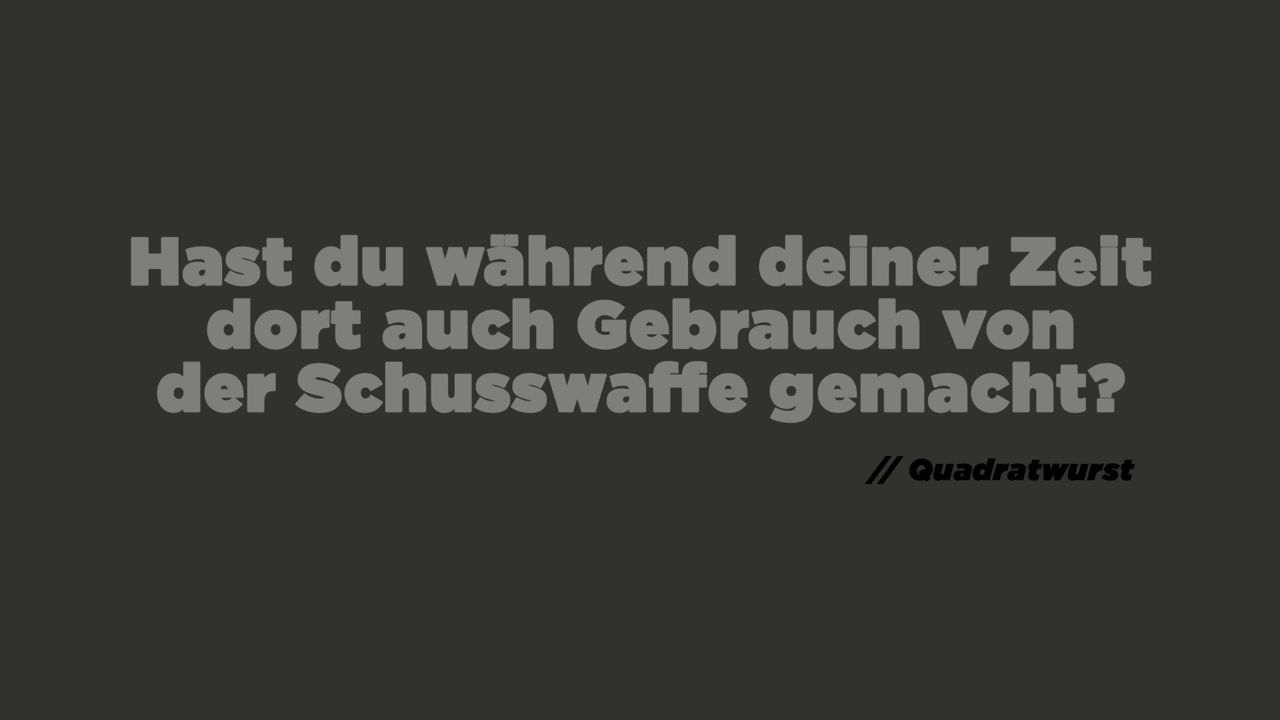 Hast du während deiner Zeit
dort auch Gebrauch von
der Schusswaffe gemacht?
// Quadratwurst